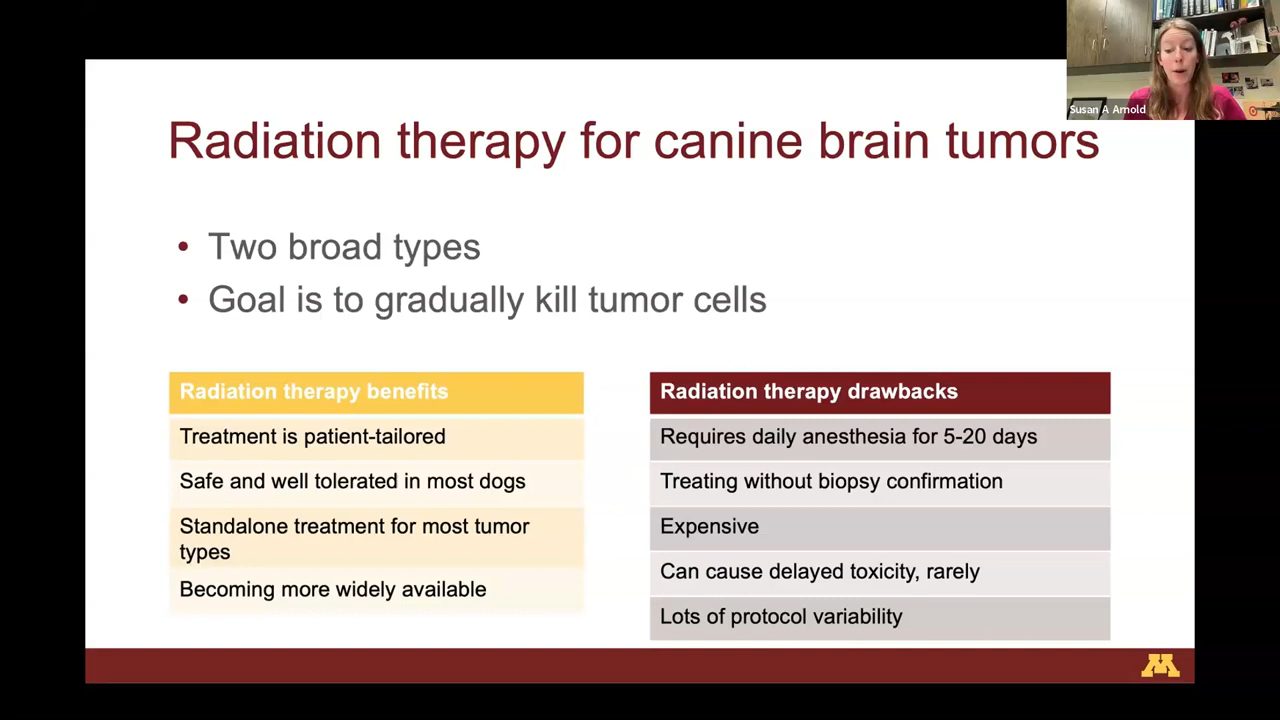 Susan A Arnold
Radiation therapy for canine brain tumors
• Two broad types
• Goal is to gradually kill tumor cells
Radiation therapy benefits
Treatment is patient-tailored
Safe and well tolerated in most dogs
Standalone treatment for most tumor
types
Becoming more widely available
Radiation therapy drawbacks
Requires daily anesthesia for 5-20 days
Treating without biopsy confirmation
Expensive
Can cause delayed toxicity, rarely
Lots of protocol variability
M